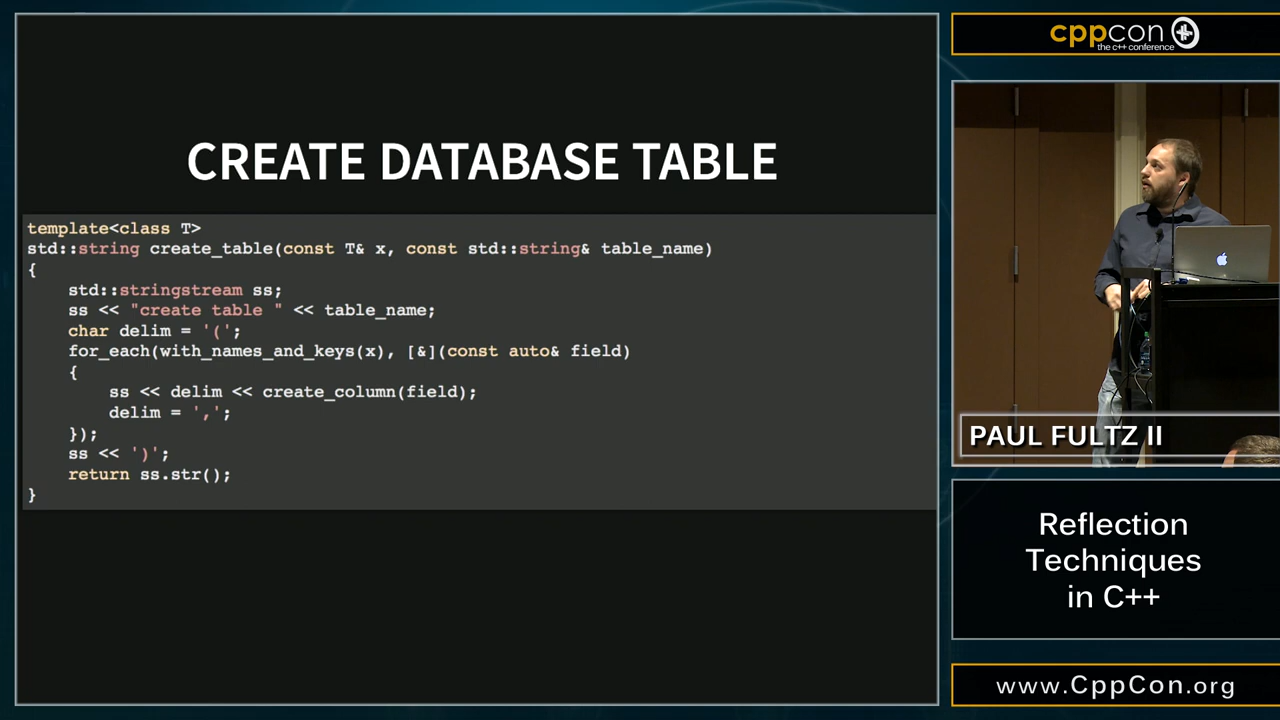 CREATE DATABASE TABLE
template<class T>
std::string create_table(const T& x, const std::string& table_name)
{
    std::stringstream ss;
    ss << "create table " << table_name;
    char delim = '(';
    for_each(with_names_and_keys(x), [&](const auto& field)
    {
        ss << delim << create_column(field);
        delim = ',';
    });
    ss << ')';
    return ss.str();
}
cppcon
the c++ conference
PAUL FULTZ II
Reflection
Techniques
in C++
www.CppCon.org